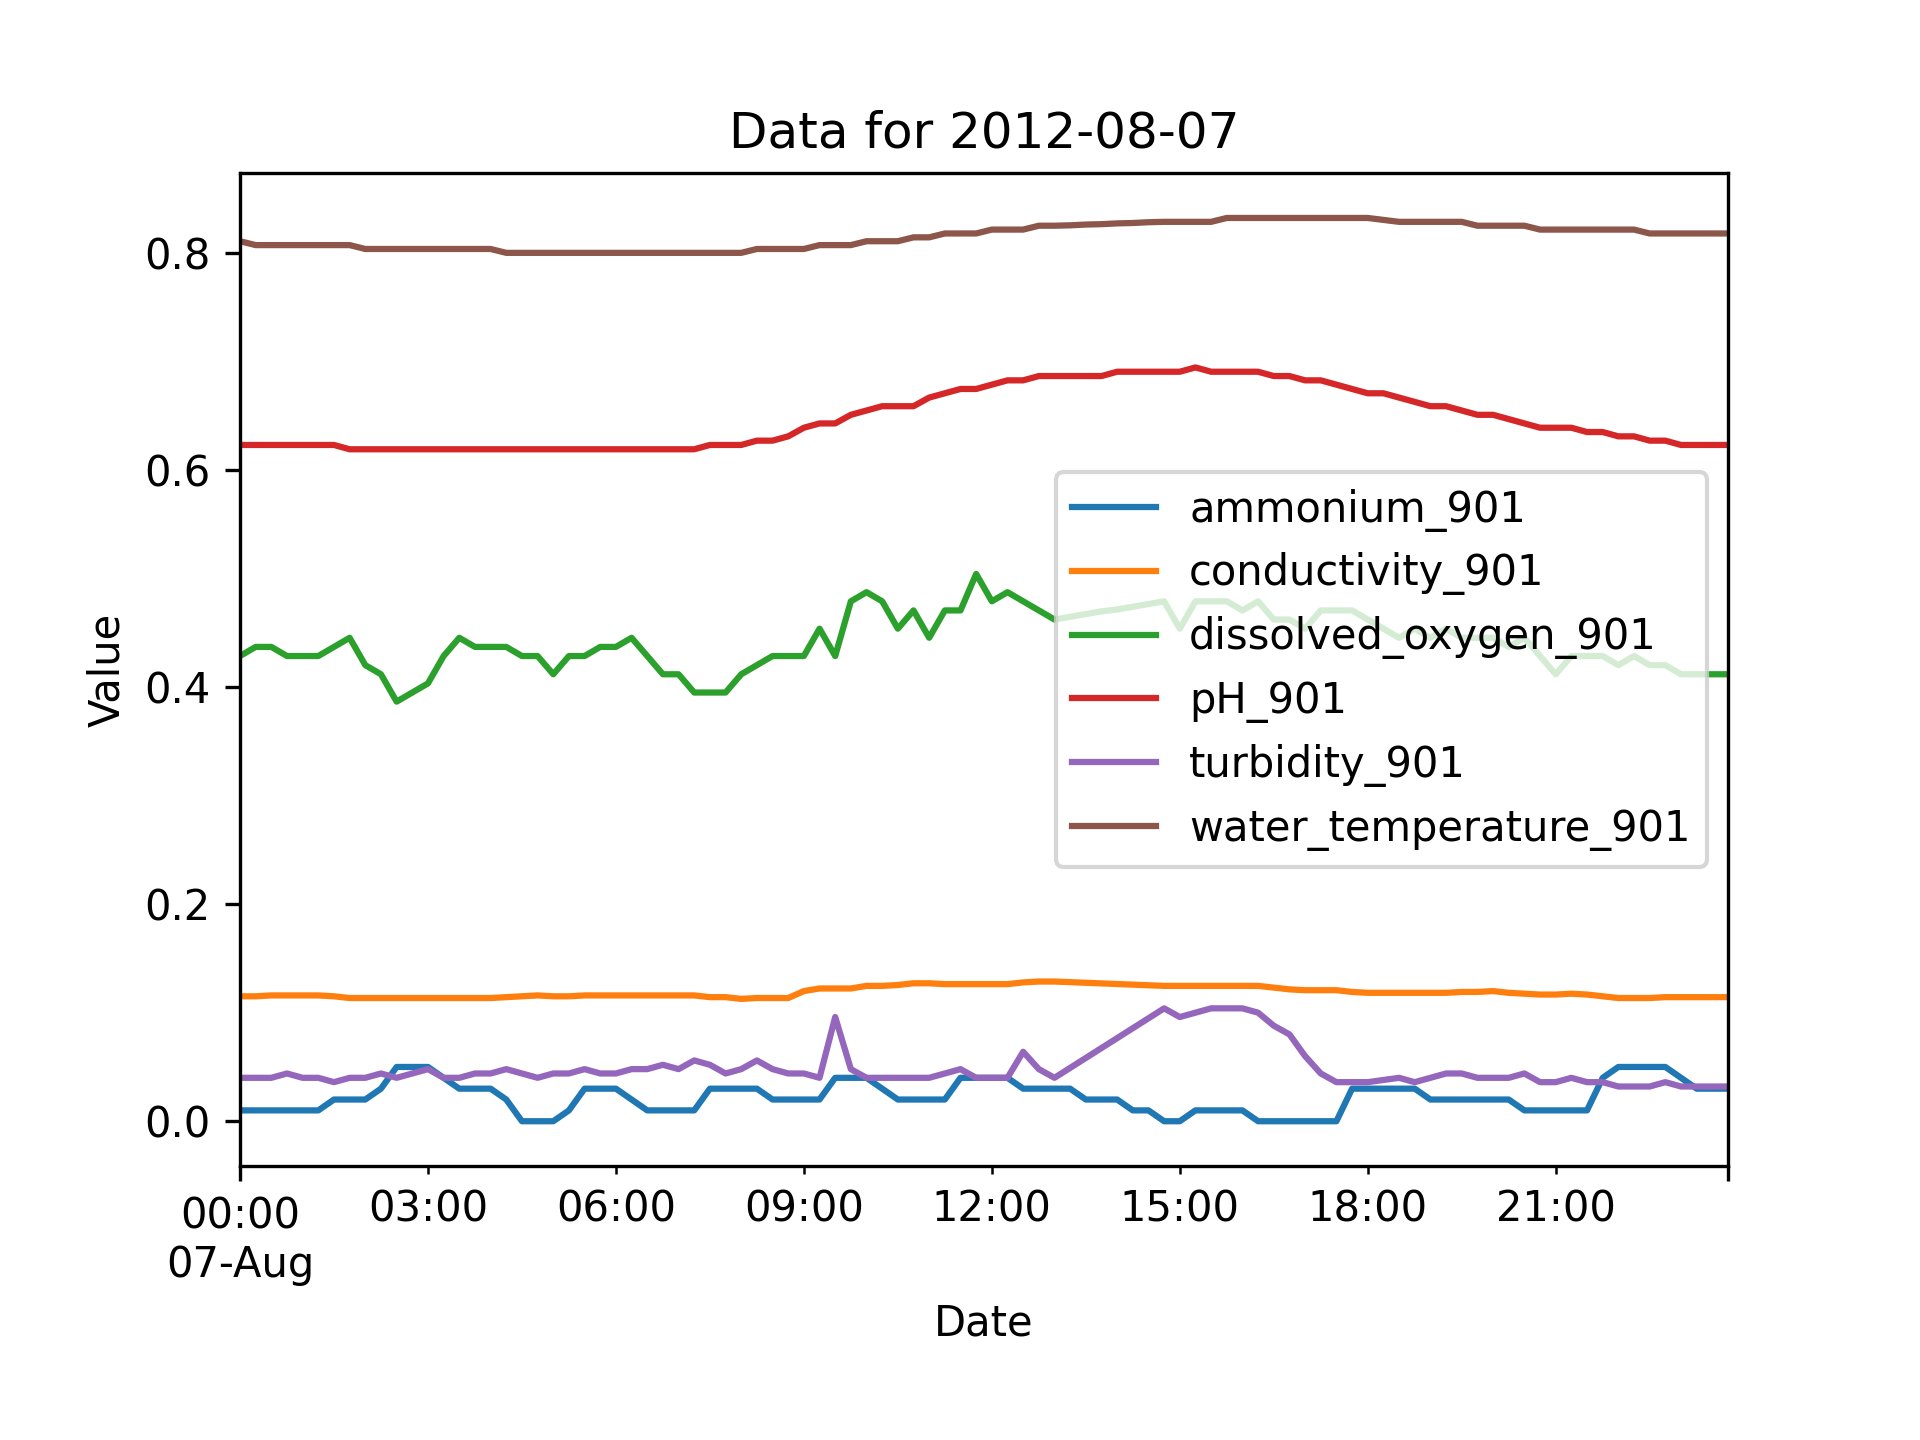 Data for 2012-08-07
Value
0.8
0.6
0.4
0.2
0.0
ammonium_901
conductivity_901
dissolved_oxygen_901
pH_901
turbidity_901
water_temperature_901
00:00 03:00 06:00 09:00 12:00 15:00 18:00 21:00
07-Aug
Date